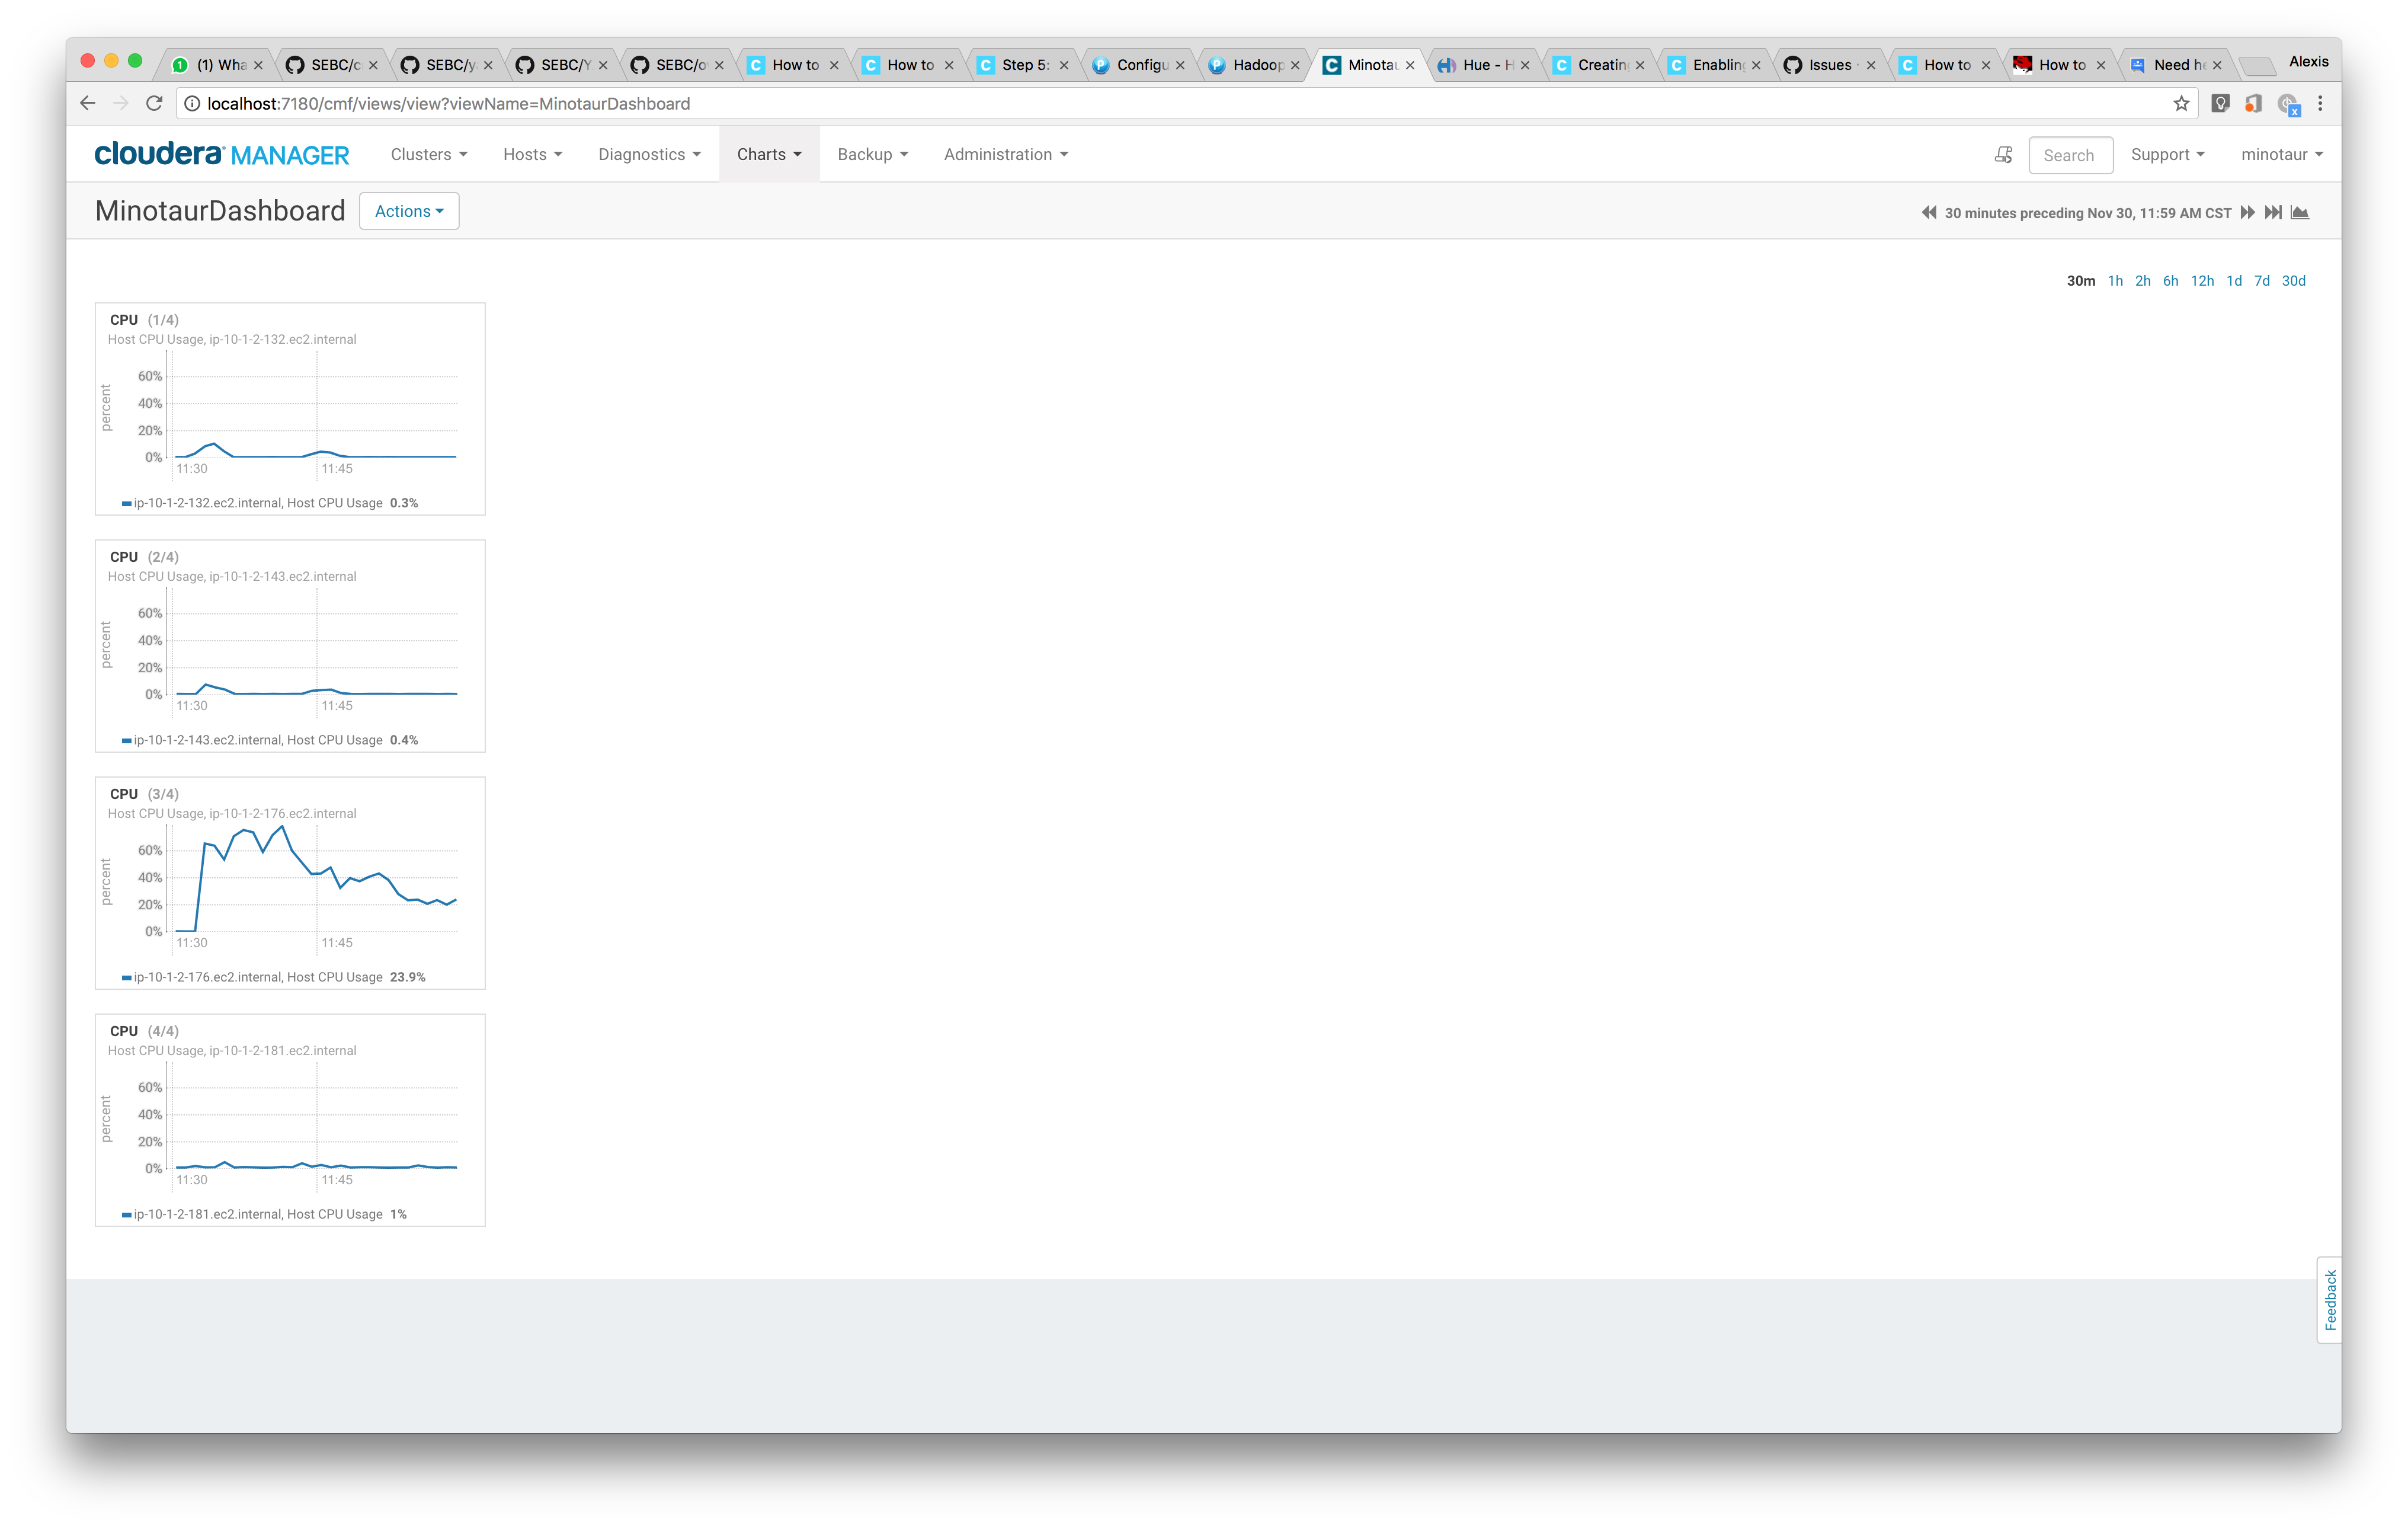 (1) Wha
SEBC/c
SEBC/y
SEBC/Y
SEBC/o
How to
How to
Step 5:
Configu
Hadoop
Minotau
Hue - H
Creating
Enabling
Issues
How to
How to
Need he
Alexis
localhost:7180/cmf/views/view?viewName=MinotaurDashboard
cloudera MANAGER
Clusters
Hosts
Diagnostics
Charts
Backup
Administration
Search
Support
minotaur
MinotaurDashboard
Actions
30 minutes preceding Nov 30, 11:59 AM CST
30m 1h 2h 6h 12h 1d 7d 30d
CPU (1/4)
Host CPU Usage, ip-10-1-2-132.ec2.internal
percent
60%
40%
20%
0%
11:30 11:45
ip-10-1-2-132.ec2.internal, Host CPU Usage 0.3%
CPU (2/4)
Host CPU Usage, ip-10-1-2-143.ec2.internal
percent
60%
40%
20%
0%
11:30 11:45
ip-10-1-2-143.ec2.internal, Host CPU Usage 0.4%
CPU (3/4)
Host CPU Usage, ip-10-1-2-176.ec2.internal
percent
60%
40%
20%
0%
11:30 11:45
ip-10-1-2-176.ec2.internal, Host CPU Usage 23.9%
CPU (4/4)
Host CPU Usage, ip-10-1-2-181.ec2.internal
percent
60%
40%
20%
0%
11:30 11:45
ip-10-1-2-181.ec2.internal, Host CPU Usage 1%
Feedback